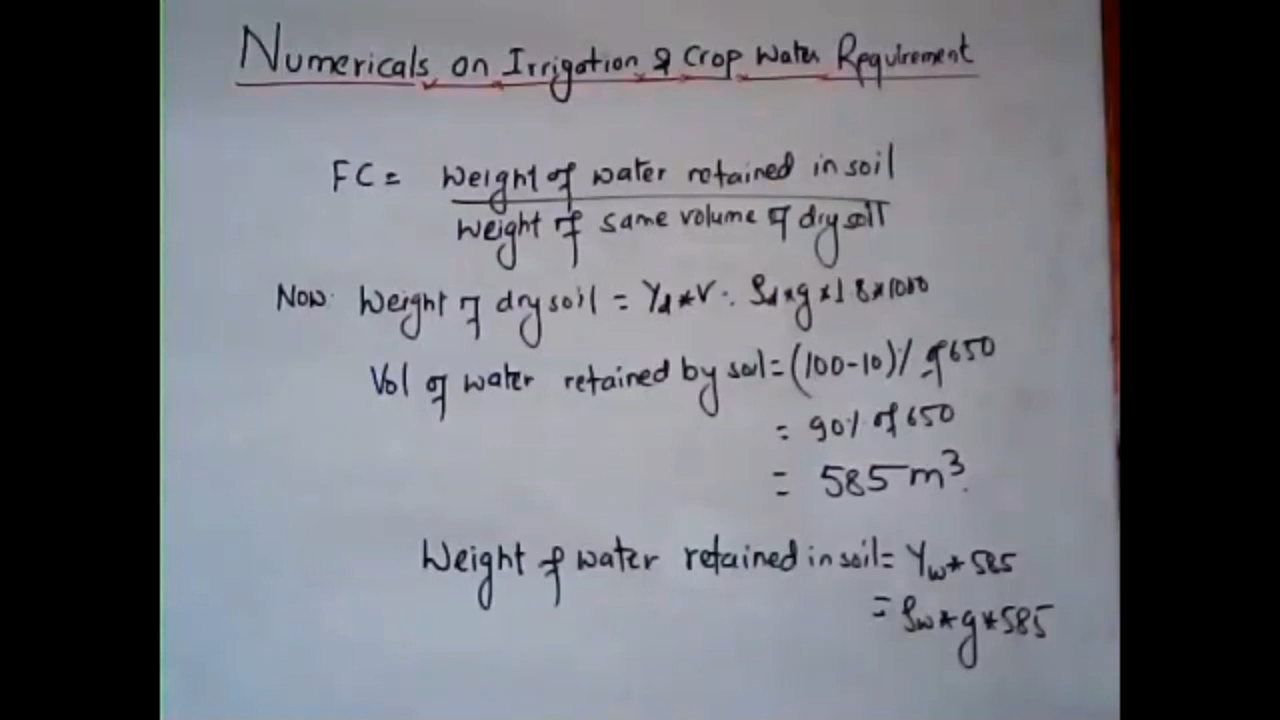 Numericals on Irrigation & Crop Water Requirement
FC = Weight of water retained in soil
Weight of same volume of dry soil
Now: Weight of dry soil = γd * V = ρd * g * 1.8 * 1000
Vol of water retained by soil = (100-10)% of 650
= 90% of 650
= 585 m³.
Weight of water retained in soil = γw * 585
= ρw * g * 585